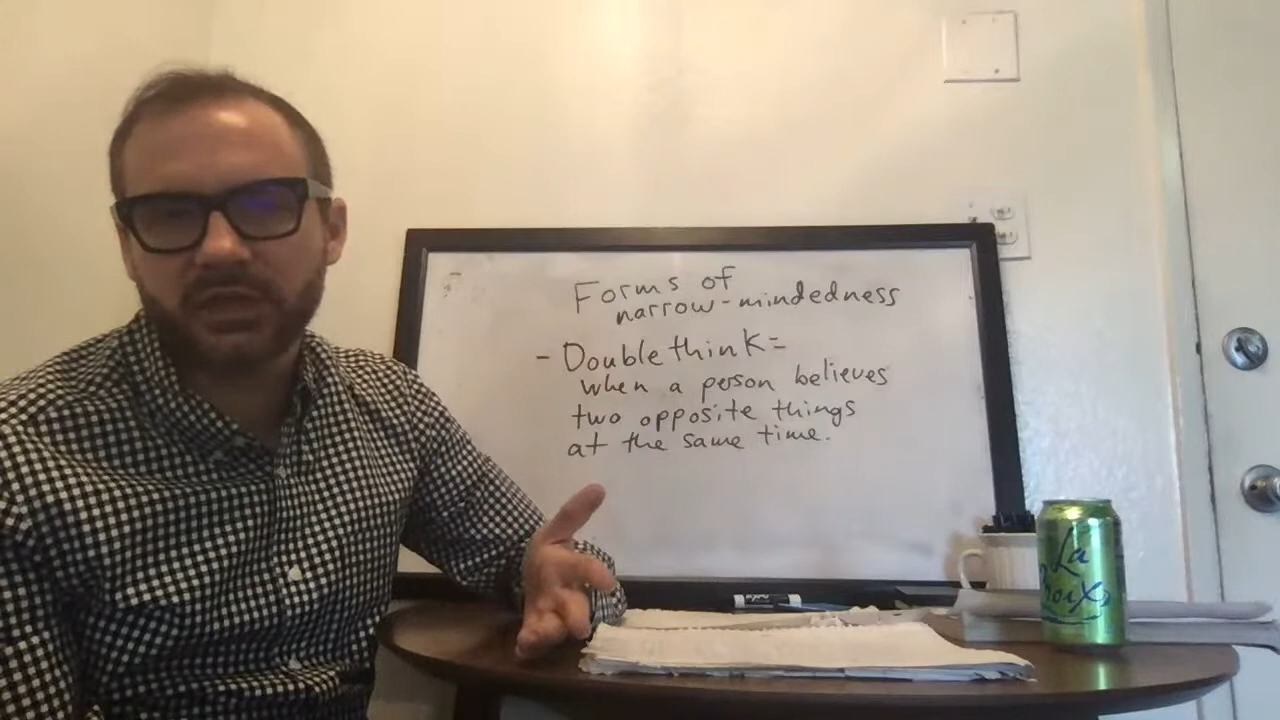 Forms of
narrow-mindedness
- Doublethink=
when a person believes
two opposite things
at the same time.
La
Croix